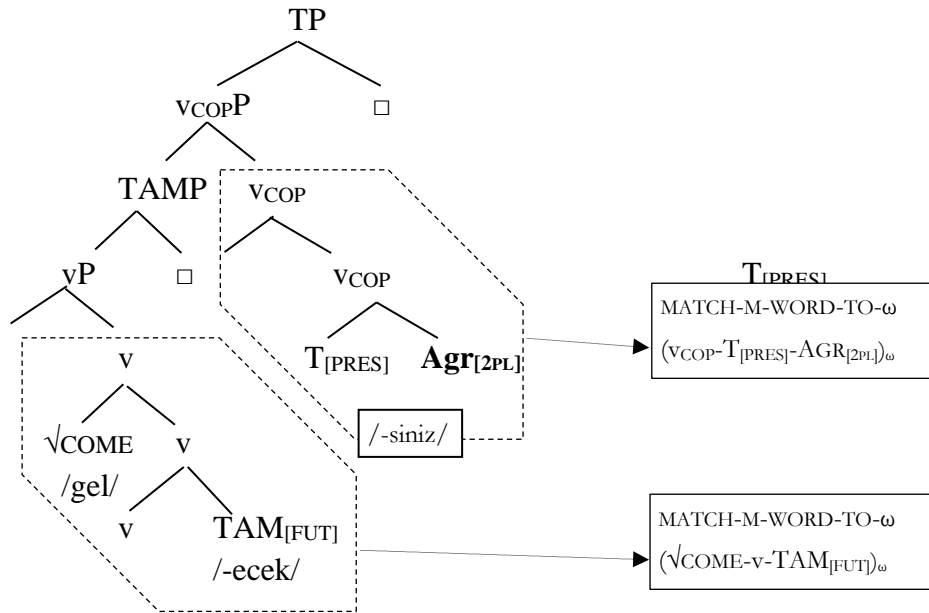 TP
vCOPP □
TAMP vCOP
vP □ vCOP T[PRES]
MATCH-M-WORD-TO-ω
(vCOP-T[PRES]-AGR[2PL])ω
v T[PRES] Agr[2PL]
√COME v /-siniz/
/gel/
v TAM[FUT]
/-ecek/
MATCH-M-WORD-TO-ω
(√COME-v-TAM[FUT])ω